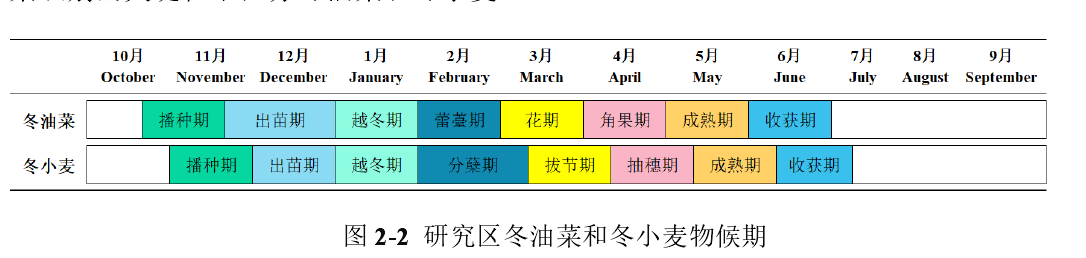 10月 11月 12月 1月 2月 3月 4月 5月 6月 7月 8月 9月
October November December January February March April May June July August September
冬油菜 播种期 出苗期 越冬期 蕾薹期 花期 角果期 成熟期 收获期
冬小麦 播种期 出苗期 越冬期 分蘖期 拔节期 抽穗期 成熟期 收获期
图 2-2 研究区冬油菜和冬小麦物候期